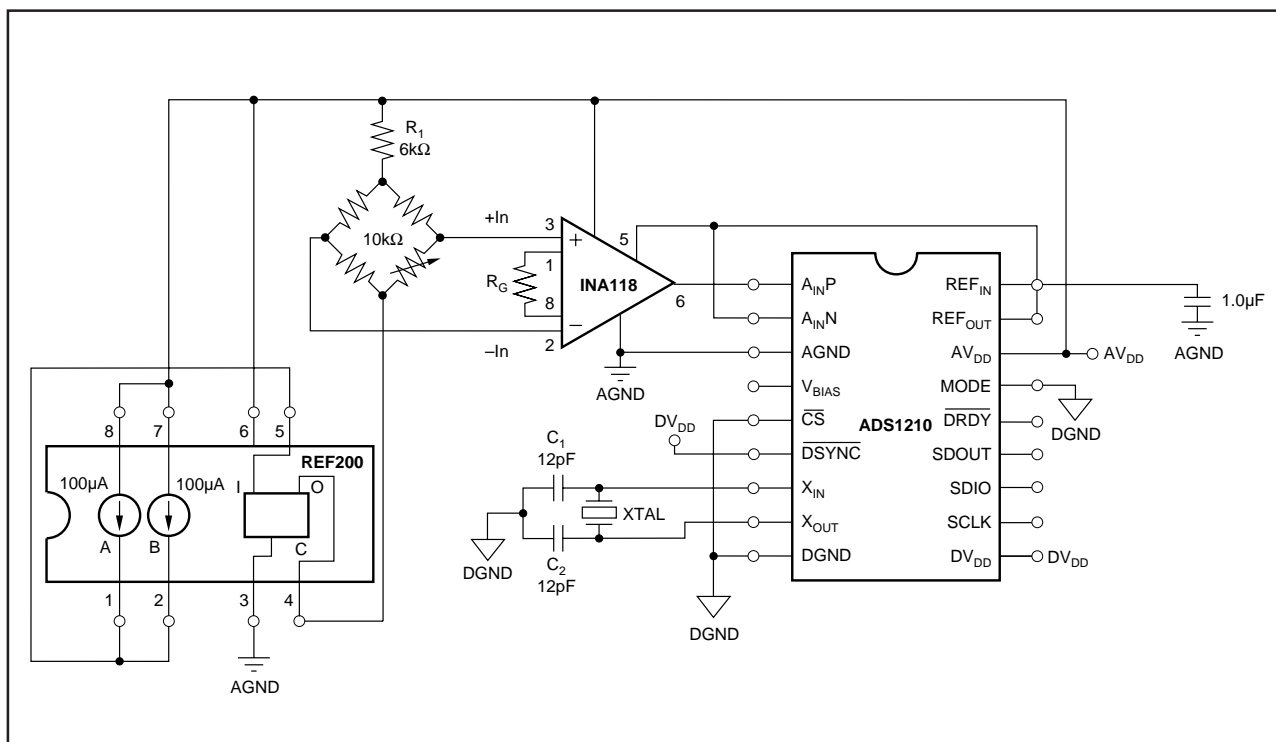 R1
6kΩ
+In
10kΩ
RG
–In
3
1
8
2
5
6
INA118
AGND
AINP
AINN
AGND
VBIAS
CS
DSYNC
XIN
XOUT
DGND
ADS1210
REFIN
REFOUT
AVDD
MODE
DRDY
SDOUT
SDIO
SCLK
DVDD
1.0µF
AGND
AVDD
DGND
DVDD
DVDD
C1
12pF
XTAL
C2
12pF
DGND
DGND
8
7
6
5
REF200
100µA
100µA
I
O
A
B
C
1
2
3
4
AGND